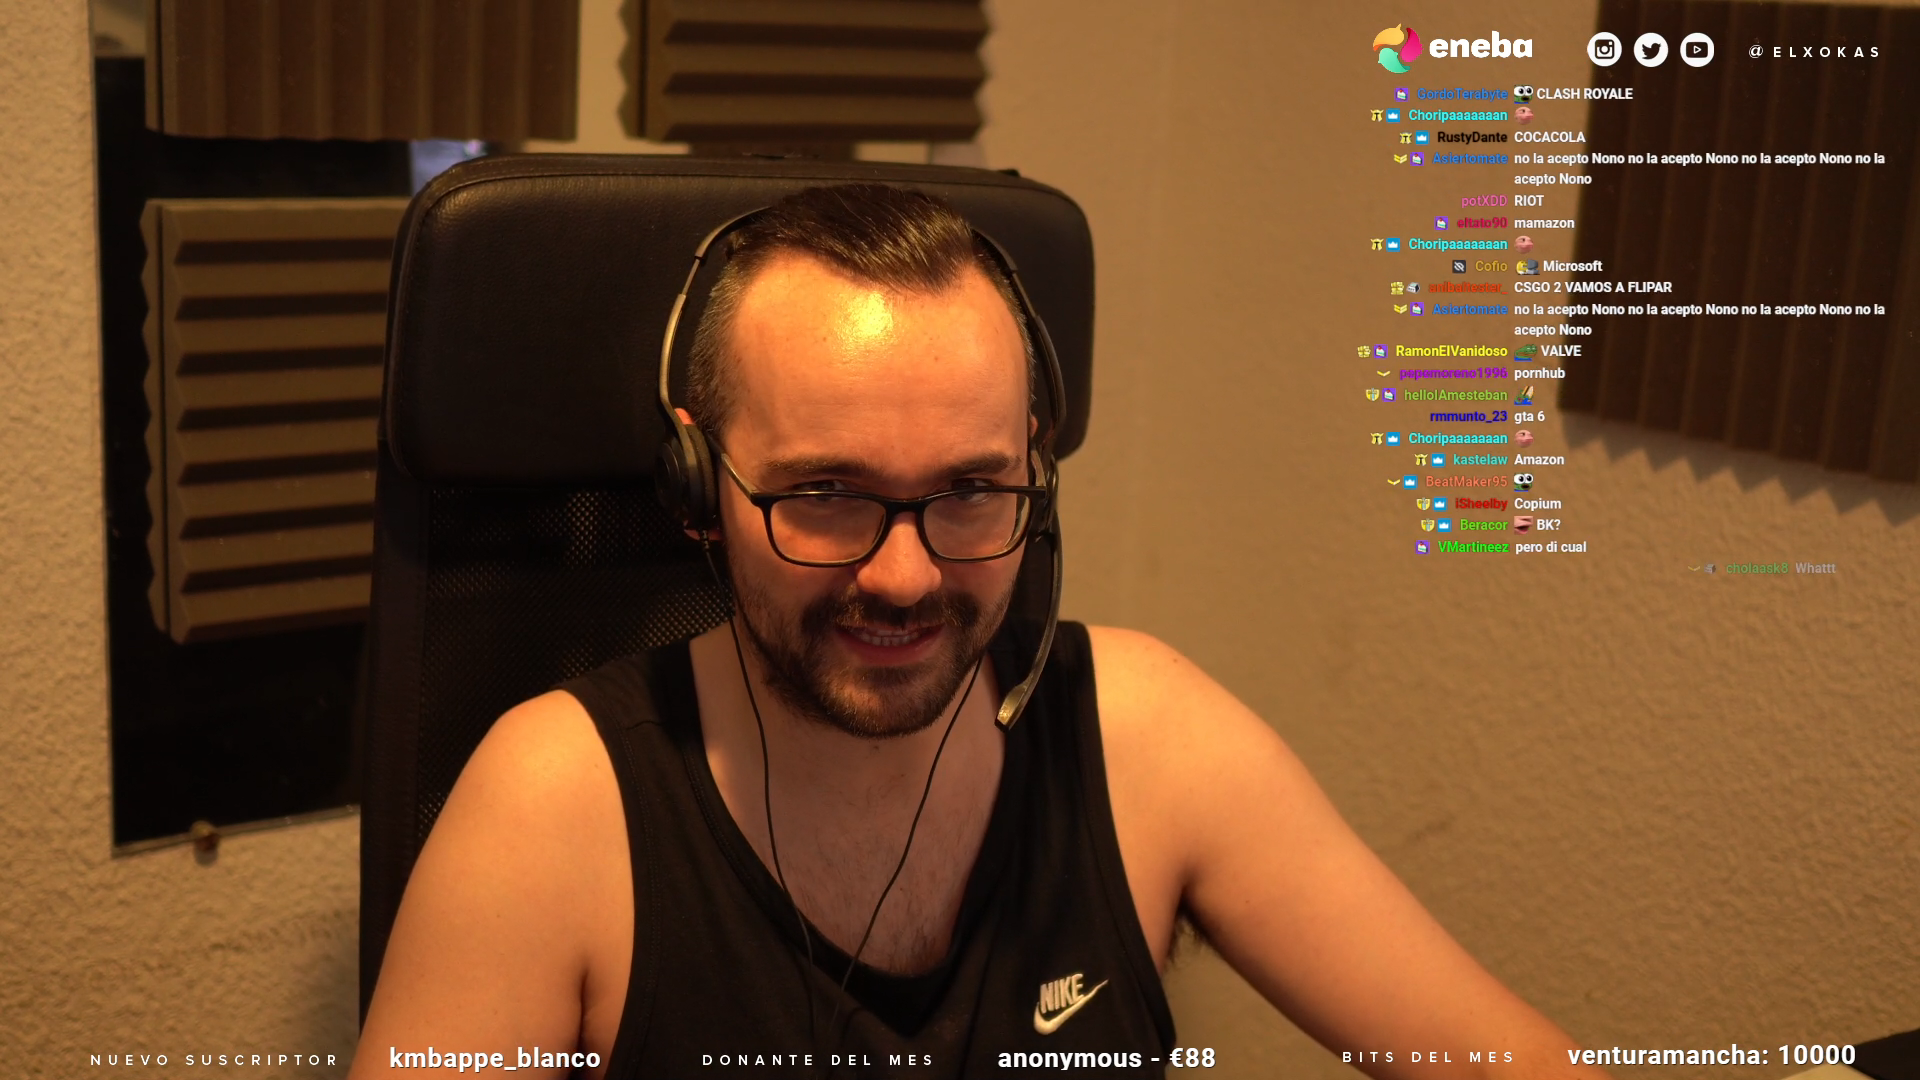 eneba
@ELXOKAS
GordoTerabyte CLASH ROYALE
Choripaaaaaaan
RustyDante COCACOLA
Asiertomate no la acepto Nono no la acepto Nono no la acepto Nono no la
acepto Nono
potXDD RIOT
eltato90 mamazon
Choripaaaaaaan
Cofio Microsoft
CSGO 2 VAMOS A FLIPAR
Asiertomate no la acepto Nono no la acepto Nono no la acepto Nono no la
acepto Nono
RamonElVanidoso VALVE
pepemoreno1996 pornhub
helloIAmesteban
rmmunto_23 gta 6
Choripaaaaaaan
kastelaw Amazon
BeatMaker95
iSheelby Copium
Beracor BK?
VMartineez pero di cual
cholaask8 Whattt
NIKE
NUEVO SUSCRIPTOR kmbappe_blanco DONANTE DEL MES anonymous - €88 BITS DEL MES venturamancha: 10000